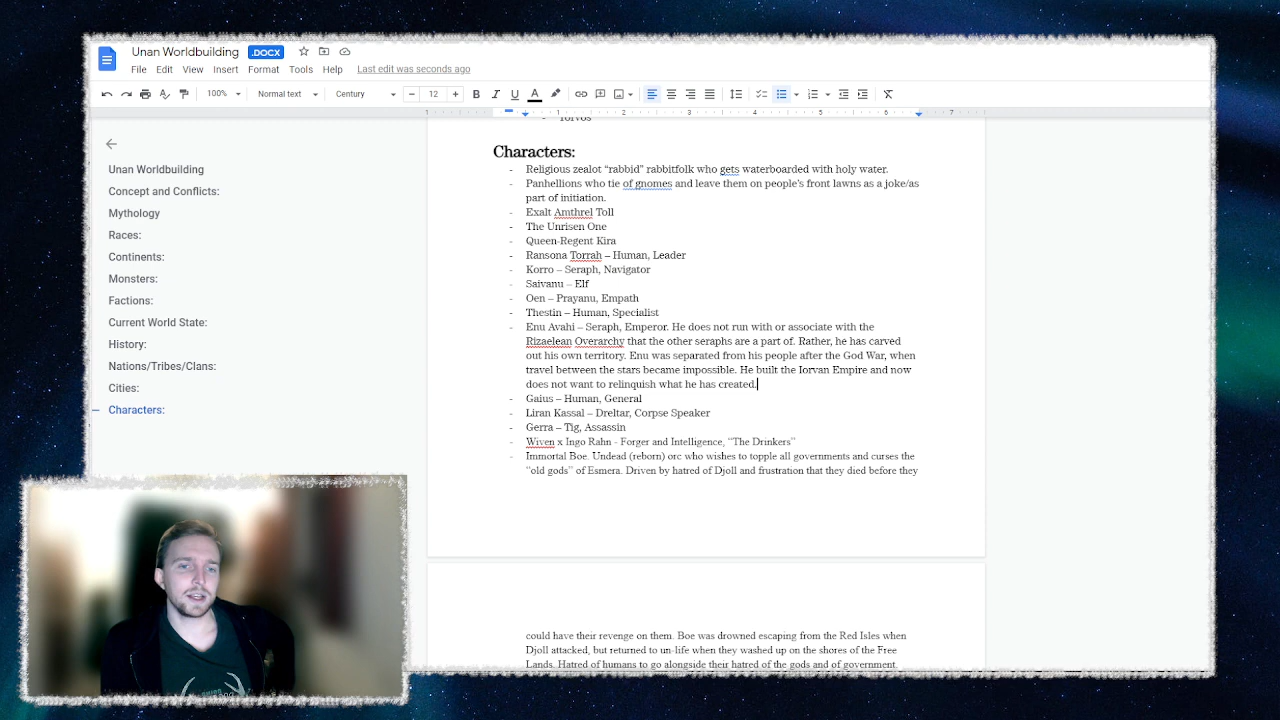 Unan Worldbuilding .DOCX
File Edit View Insert Format Tools Help Last edit was seconds ago
100% Normal text Century 12 B I U A
1 1 2 3 4 5 6 7
Torvos
Unan Worldbuilding
Concept and Conflicts:
Mythology
Races:
Continents:
Monsters:
Factions:
Current World State:
History:
Nations/Tribes/Clans:
Cities:
Characters:
Characters:
- Religious zealot “rabbid” rabbitfolk who gets waterboarded with holy water.
- Panhellions who tie of gnomes and leave them on people’s front lawns as a joke/as
part of initiation.
- Exalt Amthrel Toll
- The Unrisen One
- Queen-Regent Kira
- Ransona Torrah – Human, Leader
- Korro – Seraph, Navigator
- Saivanu – Elf
- Oen – Prayanu, Empath
- Thestin – Human, Specialist
- Enu Avahi – Seraph, Emperor. He does not run with or associate with the
Rizaelean Overarchy that the other seraphs are a part of. Rather, he has carved
out his own territory. Enu was separated from his people after the God War, when
travel between the stars became impossible. He built the Iorvan Empire and now
does not want to relinquish what he has created.
- Gaius – Human, General
- Liran Kassal – Dreltar, Corpse Speaker
- Gerra – Tig, Assassin
- Wiven x Ingo Rahn - Forger and Intelligence, “The Drinkers”
- Immortal Boe. Undead (reborn) orc who wishes to topple all governments and curses the
“old gods” of Esmera. Driven by hatred of Djoll and frustration that they died before they
could have their revenge on them. Boe was drowned escaping from the Red Isles when
Djoll attacked, but returned to un-life when they washed up on the shores of the Free
Lands. Hatred of humans to go alongside their hatred of the gods and of government.